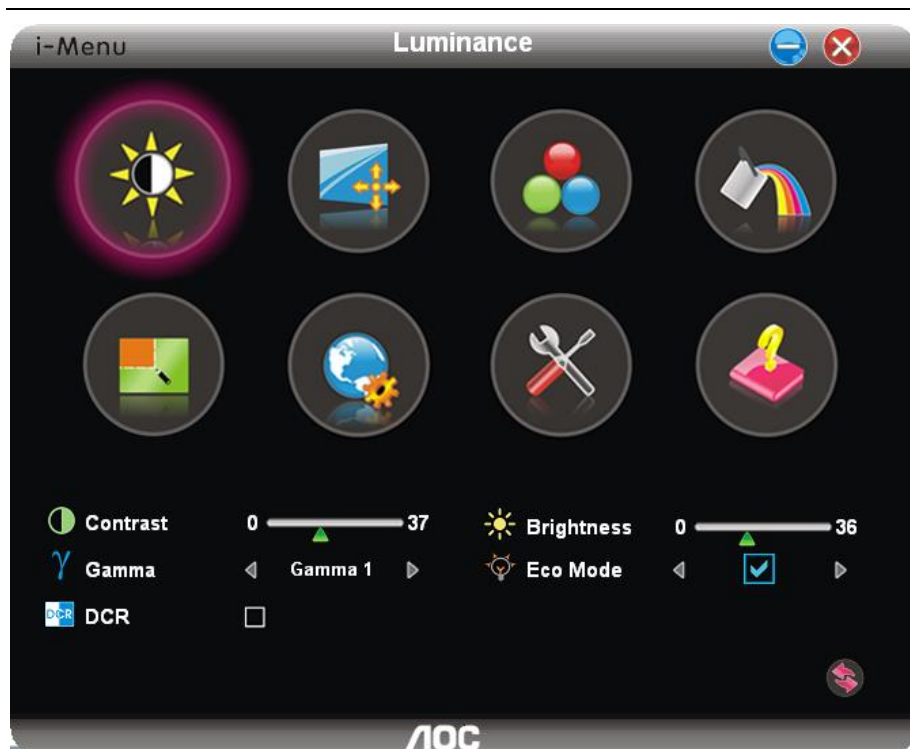 i-Menu Luminance
Contrast 0 37 Brightness 0 36
γ Gamma Gamma 1 Eco Mode
DCR DCR
AOC